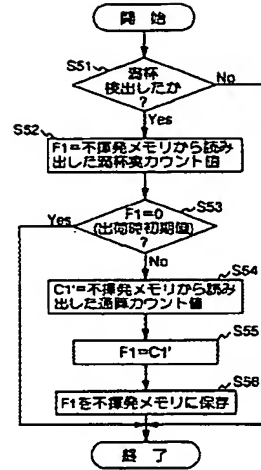 開 始
S51
満杯
検出したか
?
No
Yes
S52
F1=不揮発メモリから読み
出した満杯実カウント値
S53
F1=0
(出荷時初期値)
?
Yes
No
S54
C1'=不揮発メモリから読み
出した通算カウント値
S55
F1=C1'
S56
F1を不揮発メモリに保存
終 了